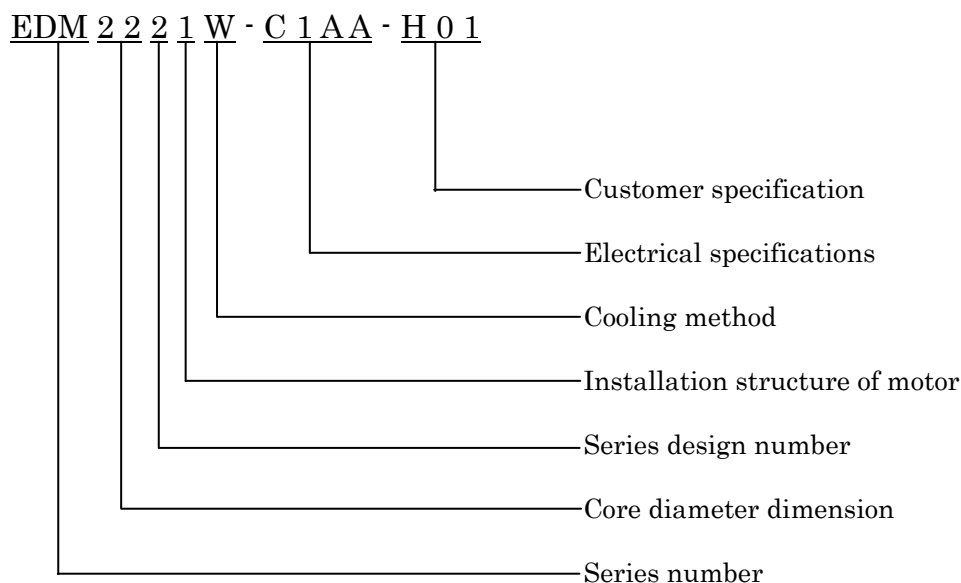 EDM 2 2 2 1 W - C 1 A A - H 0 1
Customer specification
Electrical specifications
Cooling method
Installation structure of motor
Series design number
Core diameter dimension
Series number